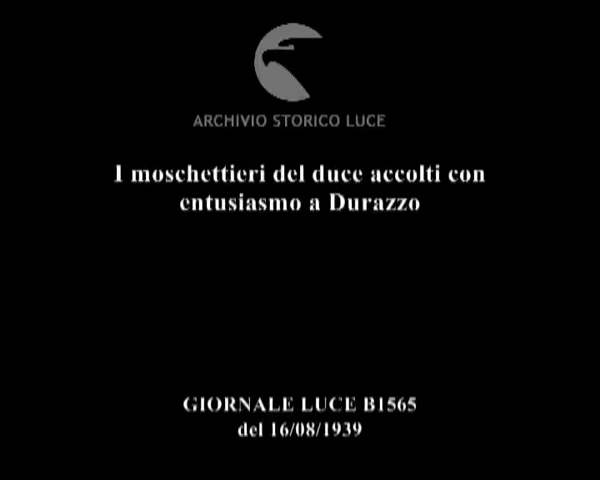 ARCHIVIO STORICO LUCE
I moschettieri del duce accolti con
entusiasmo a Durazzo
GIORNALE LUCE B1565
del 16/08/1939